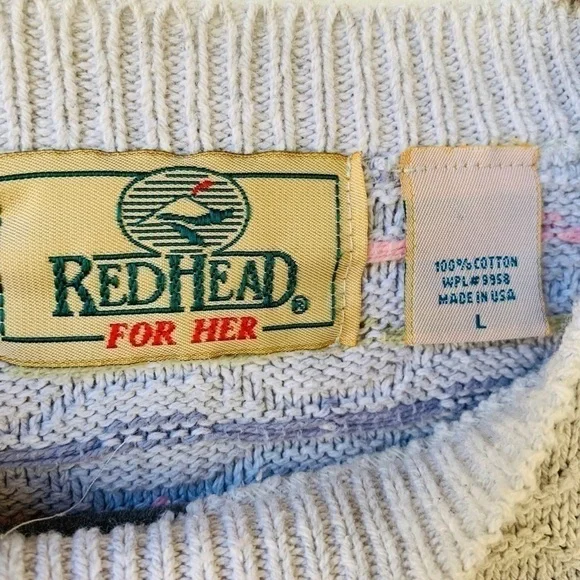 REDHEAD®
FOR HER
100% COTTON
WPL# 9958
MADE IN USA
L